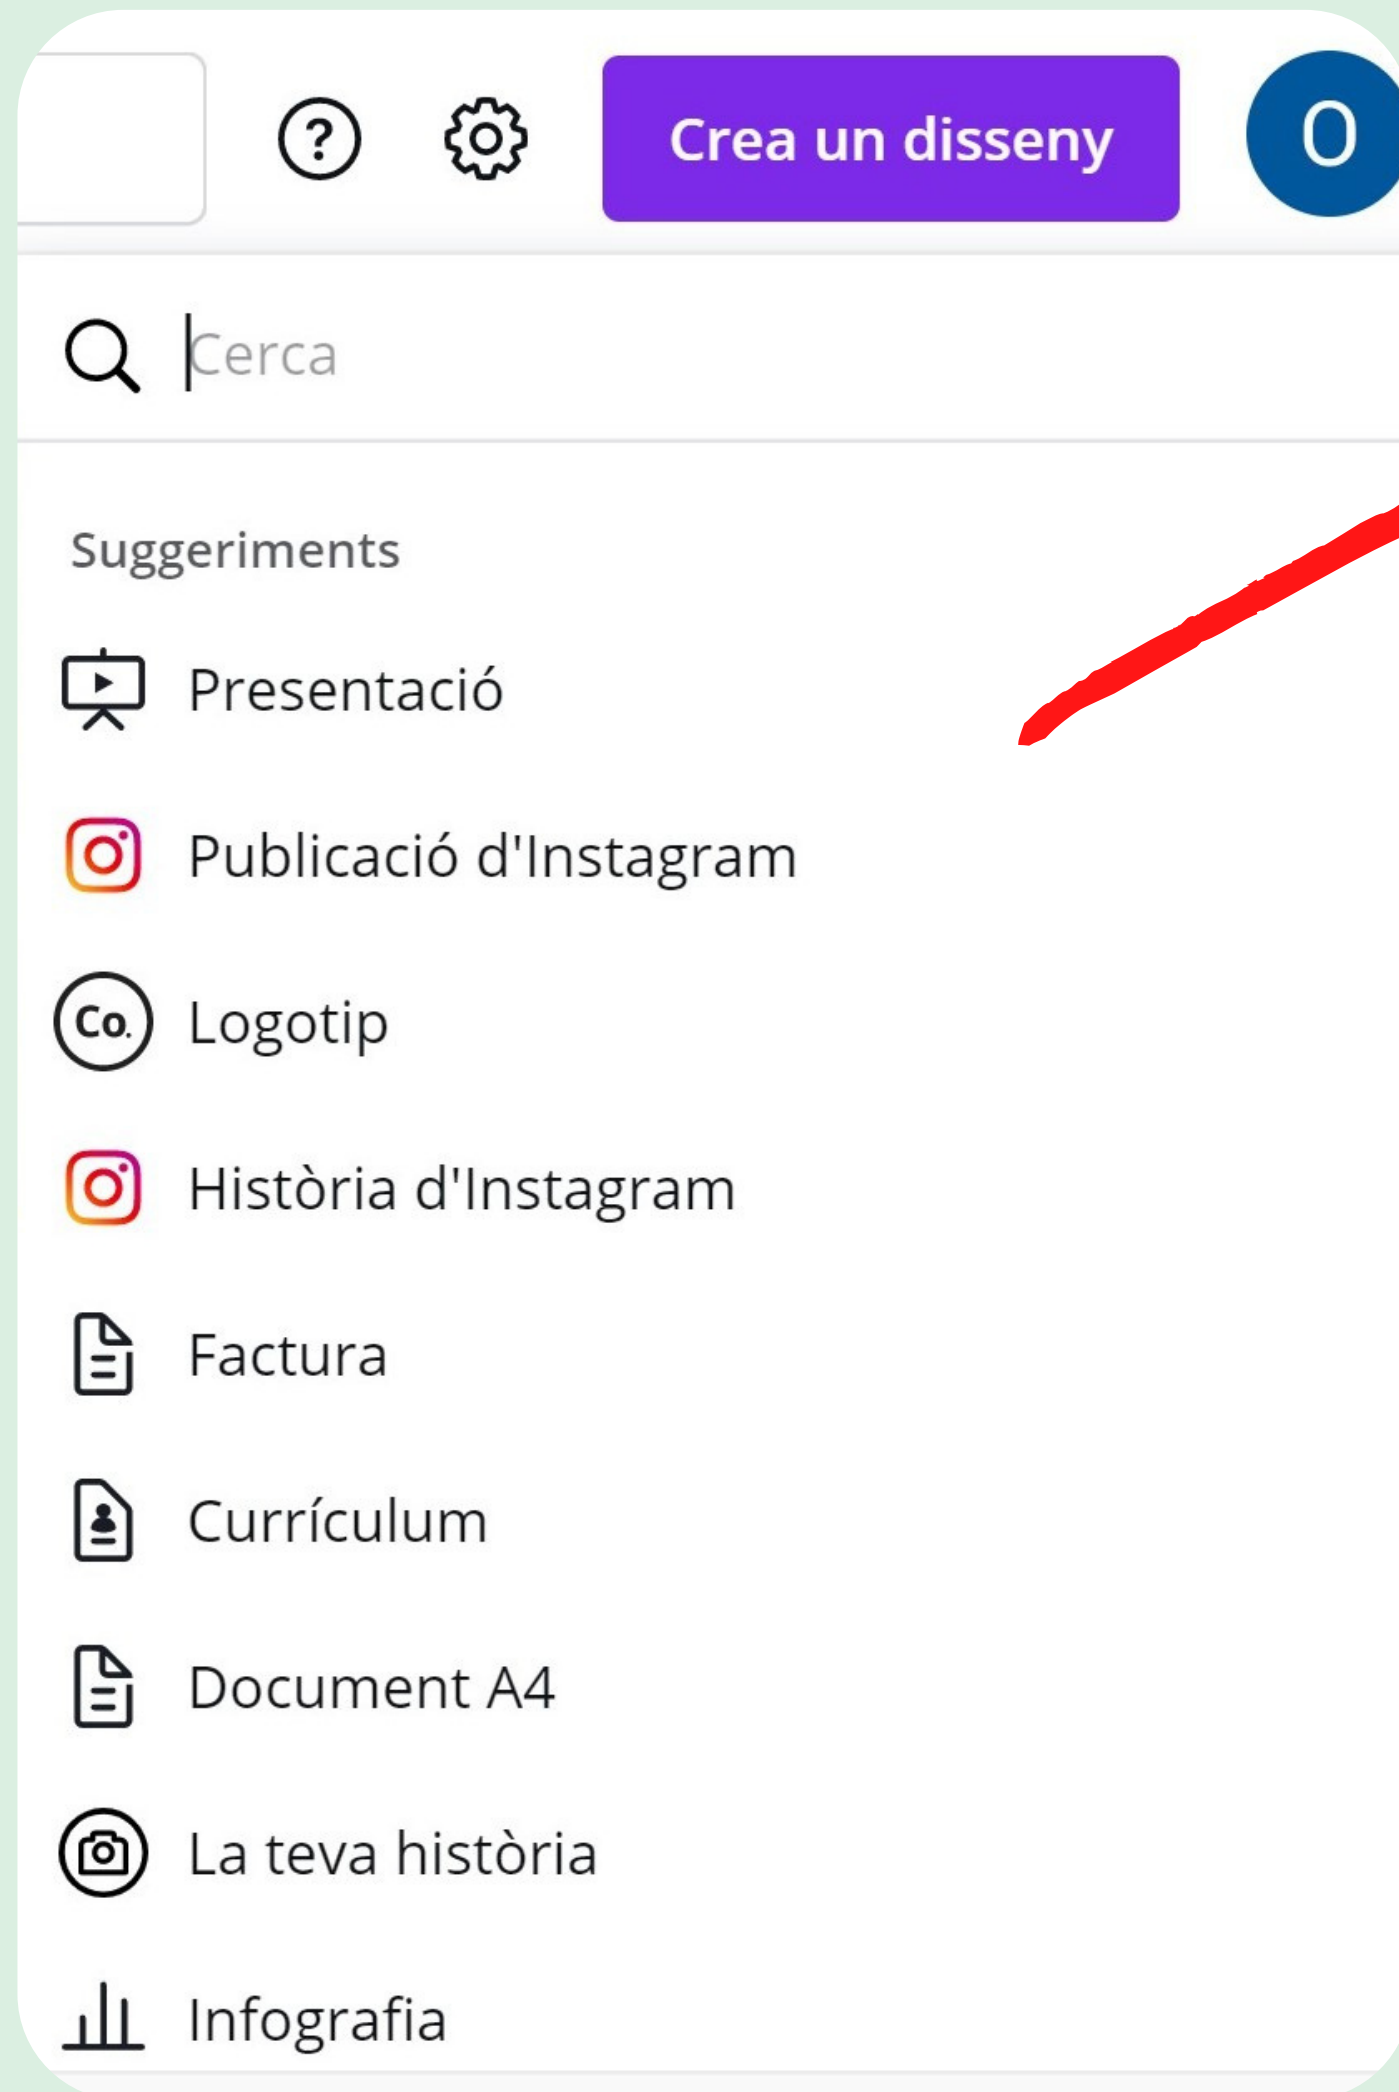 ?
Crea un disseny
O
Cerca
Suggeriments
Presentació
Publicació d'Instagram
Co. Logotip
Història d'Instagram
Factura
Currículum
Document A4
La teva història
Infografia